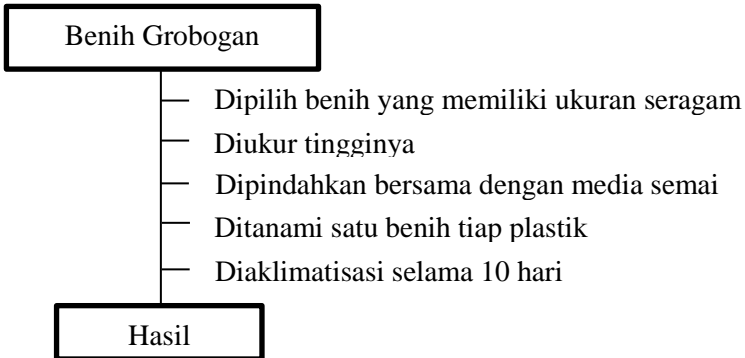 Benih Grobogan
Dipilih benih yang memiliki ukuran seragam
Diukur tingginya
Dipindahkan bersama dengan media semai
Ditanami satu benih tiap plastik
Diaklimatisasi selama 10 hari
Hasil